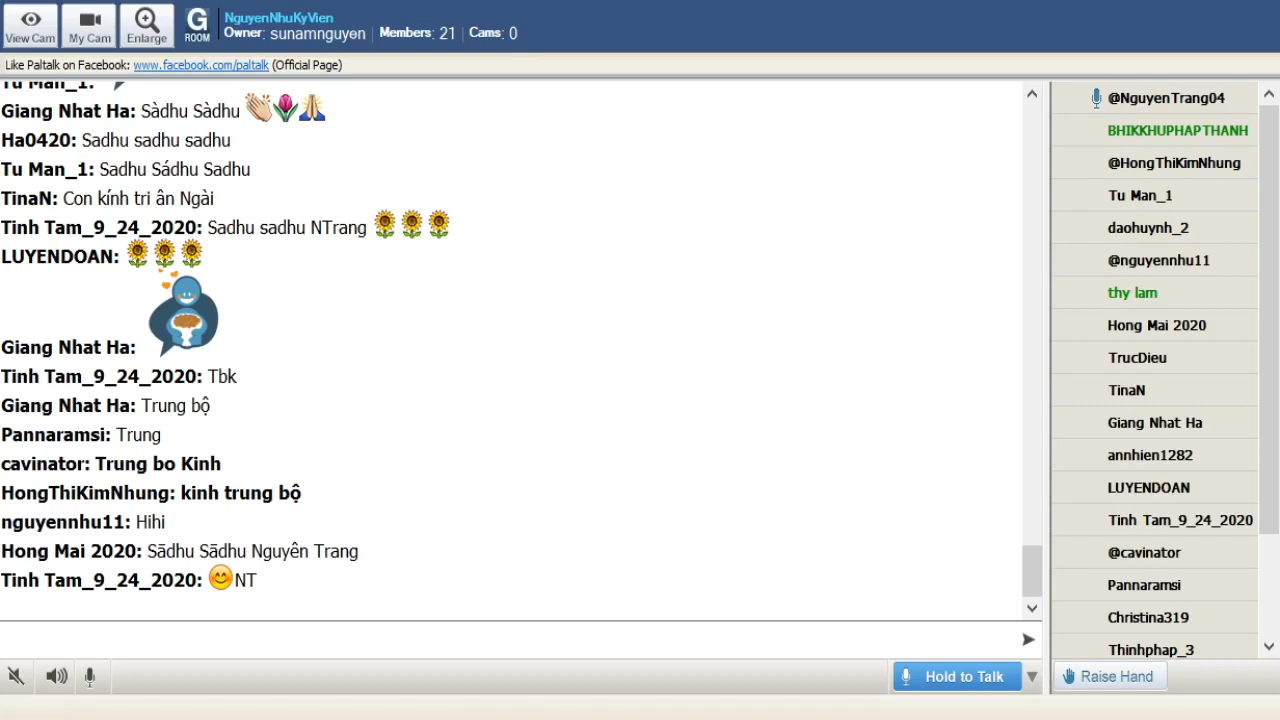 View Cam
My Cam
Enlarge
G
ROOM
NguyenNhuKyVien
Owner: sunamnguyen | Members: 21 | Cams: 0
Like Paltalk on Facebook: www.facebook.com/paltalk (Official Page)
Tu Man_1:
Giang Nhat Ha: Sàdhu Sàdhu 👏🌷🙏
Ha0420: Sadhu sadhu sadhu
Tu Man_1: Sadhu Sádhu Sadhu
TinaN: Con kính tri ân Ngài
Tinh Tam_9_24_2020: Sadhu sadhu NTrang 🌻🌻🌻
LUYENDOAN: 🌻🌻🌻
Giang Nhat Ha:
Tinh Tam_9_24_2020: Tbk
Giang Nhat Ha: Trung bộ
Pannaramsi: Trung
cavinator: Trung bo Kinh
HongThiKimNhung: kinh trung bộ
nguyennhu11: Hihi
Hong Mai 2020: Sādhu Sādhu Nguyên Trang
Tinh Tam_9_24_2020: 😊NT
Hold to Talk
@NguyenTrang04
BHIKKHUPHAPTHANH
@HongThiKimNhung
Tu Man_1
daohuynh_2
@nguyennhu11
thy lam
Hong Mai 2020
TrucDieu
TinaN
Giang Nhat Ha
annhien1282
LUYENDOAN
Tinh Tam_9_24_2020
@cavinator
Pannaramsi
Christina319
Thinhphap_3
Raise Hand